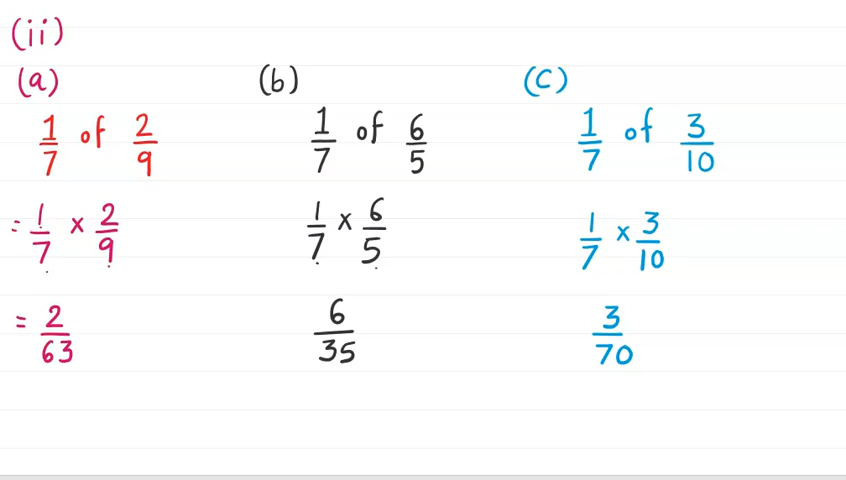 (ii)
(a) (b) (c)
1/7 of 2/9 1/7 of 6/5 1/7 of 3/10
= 1/7 × 2/9 1/7 × 6/5 1/7 × 3/10
= 2/63 6/35 3/70